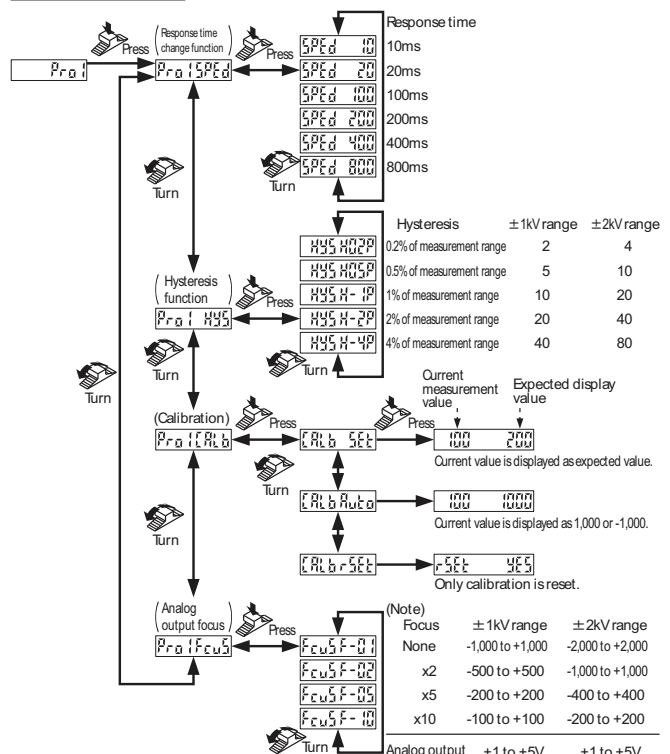 Response time
( Response time
change function )
Press
Press
Pro1
Pro1SPEd
SPEd 10 10ms
SPEd 20 20ms
SPEd 100 100ms
SPEd 200 200ms
SPEd 400 400ms
SPEd 800 800ms
Turn
Turn
Hysteresis ±1kV range ±2kV range
HYS H02P 0.2% of measurement range 2 4
HYS H05P 0.5% of measurement range 5 10
HYS H-1P 1% of measurement range 10 20
HYS H-2P 2% of measurement range 20 40
HYS H-4P 4% of measurement range 40 80
( Hysteresis
function )
Press
Pro1 HYS
Turn
Turn
Turn
Current
measurement
value
Expected display
value
(Calibration)
Press
Press
Pro1CALb
CALb SEt
100 200
Current value is displayed as expected value.
Turn
CALbAuto
100 1000
Current value is displayed as 1,000 or -1,000.
Turn
CALbrSEt
rSEt YES
Only calibration is reset.
( Analog
output focus )
Press
Pro1FcuS
FcuSF-01
FcuSF-02
FcuSF-05
FcuSF-10
Turn
(Note)
Focus ±1kV range ±2kV range
None -1,000 to +1,000 -2,000 to +2,000
x2 -500 to +500 -1,000 to +1,000
x5 -200 to +200 -400 to +400
x10 -100 to +100 -200 to +200
Analog output +1 to +5V +1 to +5V